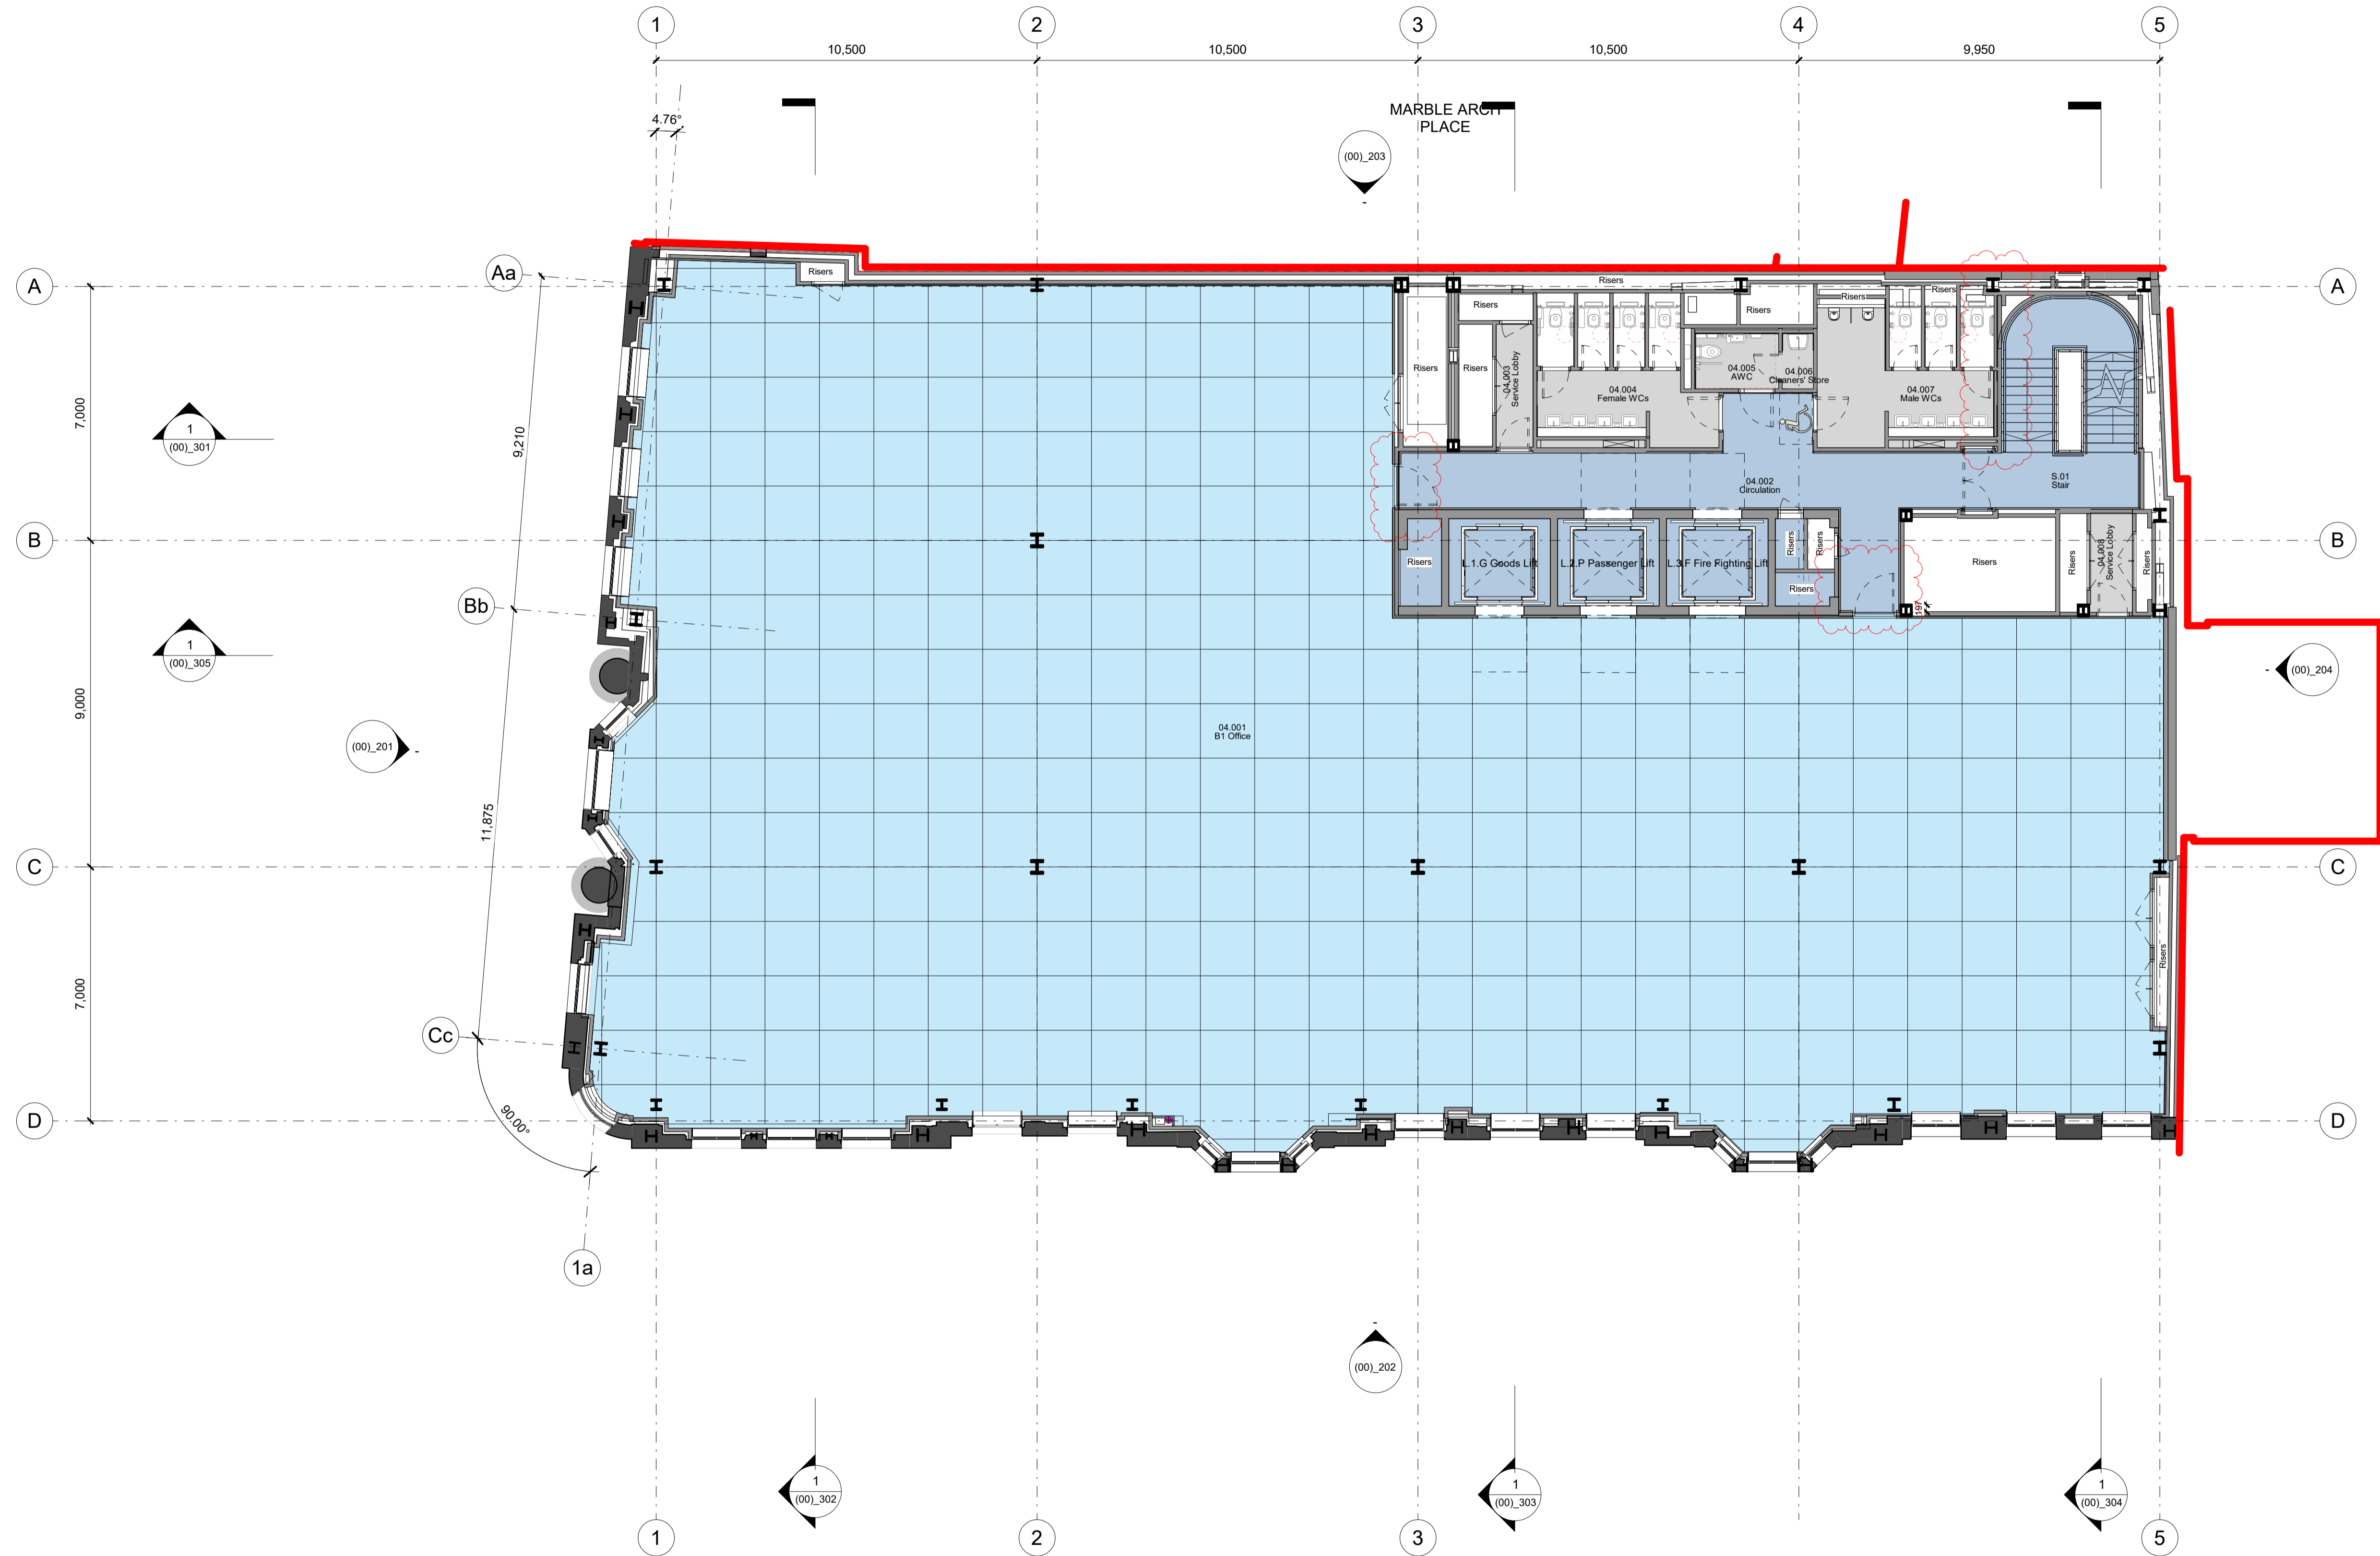 1
2
3
4
5
10,500
10,500
10,500
9,950
4.76°
MARBLE ARCH
PLACE
(00)_203
-
A
Aa
Risers
Risers
Risers
Risers
Risers
Risers
A
Risers
Risers
04.003
Service Lobby
04.004
Female WCs
04.005
AWC
04.006
Cleaners' Store
04.007
Male WCs
7,000
1
(00)_301
9,210
04.002
Circulation
S.01
Stair
B
Risers
L.1.G Goods Lift
L.2.P Passenger Lift
L.3.F Fire Fighting Lift
Risers
Risers
Risers
Risers
Risers
04.008
Service Lobby
Risers
B
197
Bb
1
(00)_305
9,000
(00)_201
-
04.001
B1 Office
-
(00)_204
11,875
C
C
Risers
7,000
Cc
90.00°
D
D
1a
-
(00)_202
1
(00)_302
1
(00)_303
1
(00)_304
1
2
3
5